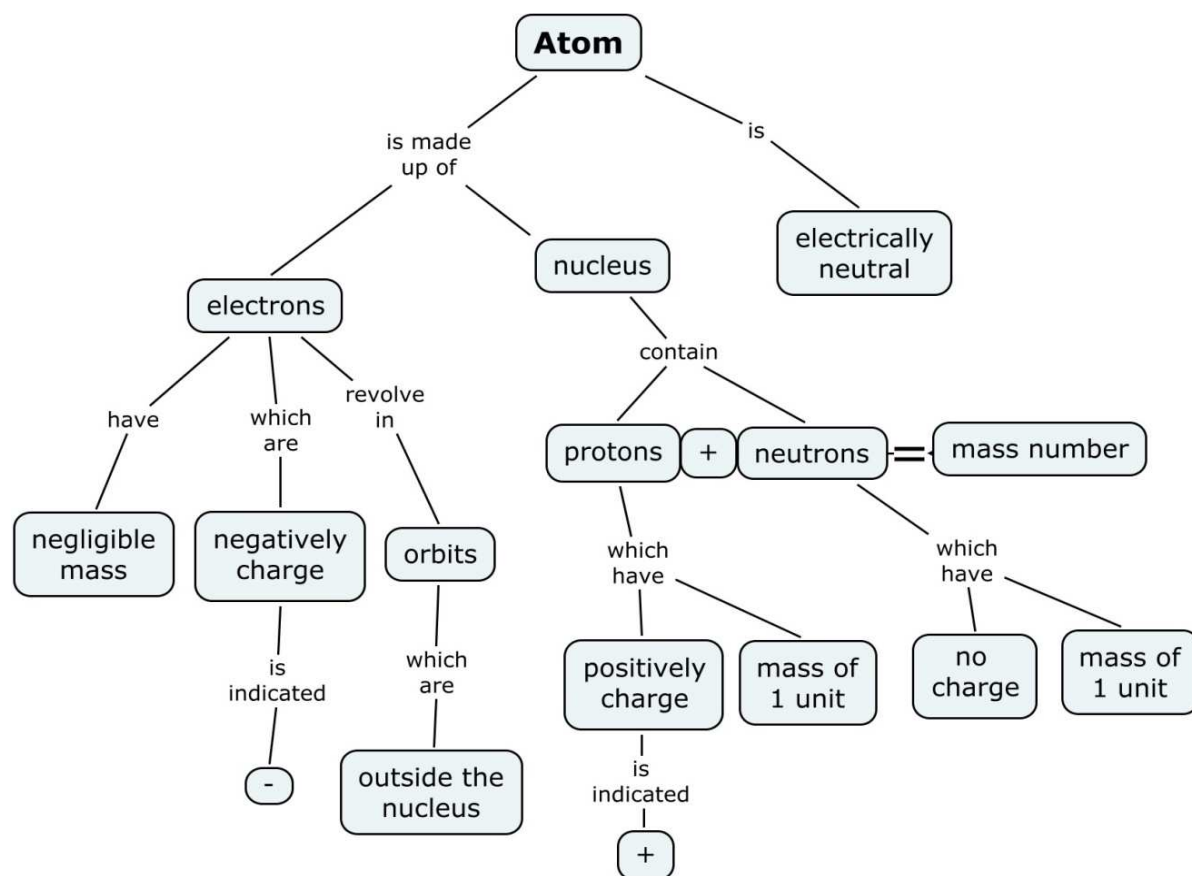 Atom
is made
up of
is
electrically
neutral
nucleus
electrons
contain
have
which
are
revolve
in
protons
+
neutrons
=
mass number
negligible
mass
negatively
charge
orbits
which
have
which
have
is
indicated
which
are
positively
charge
mass of
1 unit
no
charge
mass of
1 unit
-
outside the
nucleus
is
indicated
+